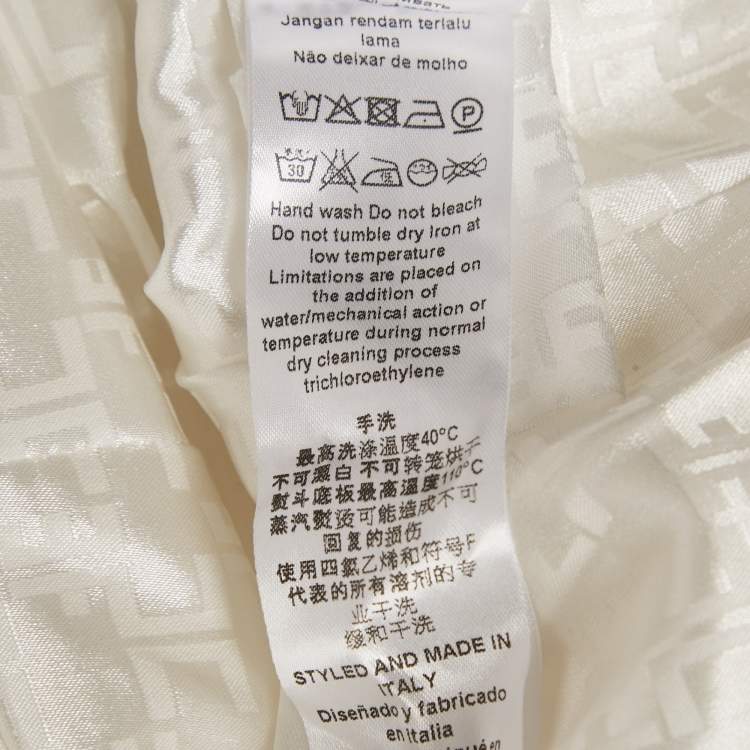 Jangan rendam terlalu
lama
Não deixar de molho
P
30
低
Hand wash Do not bleach
Do not tumble dry Iron at
low temperature
Limitations are placed on
the addition of
water/mechanical action or
temperature during normal
dry cleaning process
trichloroethylene
手洗
最高洗涤温度40°C
不可漂白 不可转笼烘干
熨斗底板最高温度110°C
蒸汽熨烫可能造成不可
回复的损伤
使用四氯乙烯和符号F
代表的所有溶剂的专
业干洗
缓和干洗
STYLED AND MADE IN
ITALY
Diseñado y fabricado
en Italia